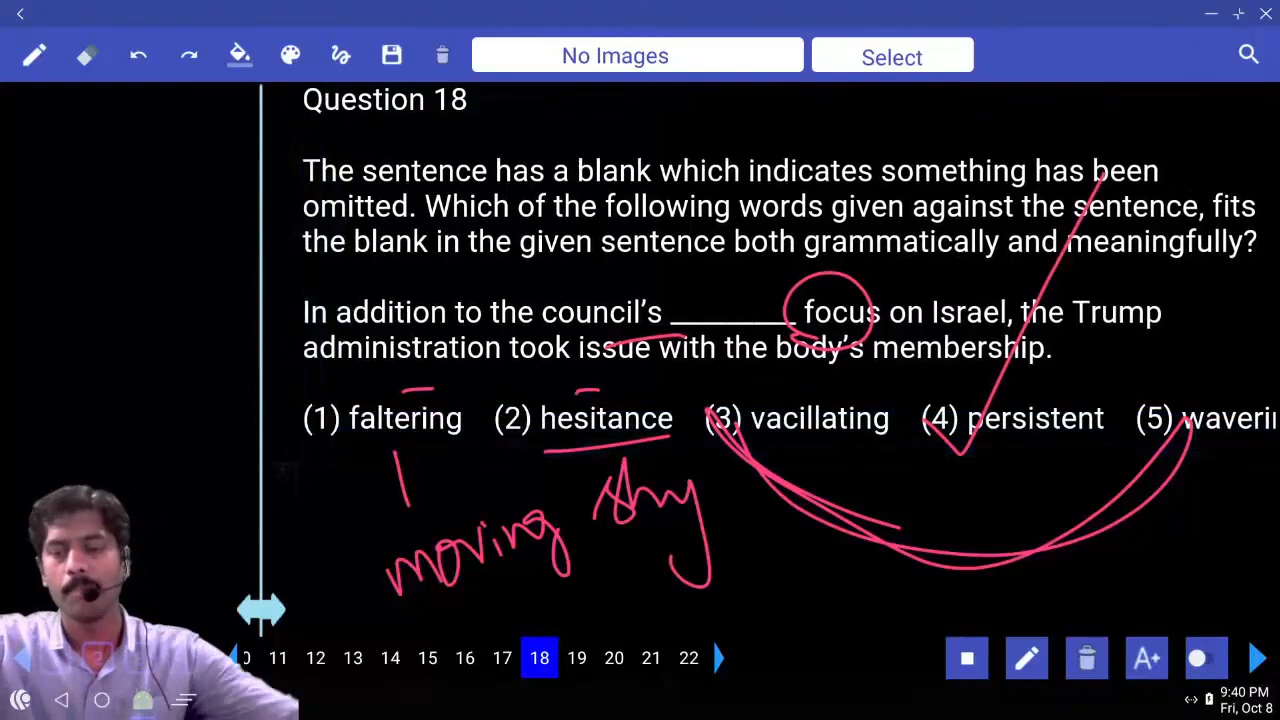 No Images
Select
Question 18
The sentence has a blank which indicates something has been
omitted. Which of the following words given against the sentence, fits
the blank in the given sentence both grammatically and meaningfully?
In addition to the council's ________ focus on Israel, the Trump
administration took issue with the body's membership.
(1) faltering (2) hesitance (3) vacillating (4) persistent (5) waverin
moving shy
0 11 12 13 14 15 16 17 18 19 20 21 22
A+
9:40 PM
Fri, Oct 8